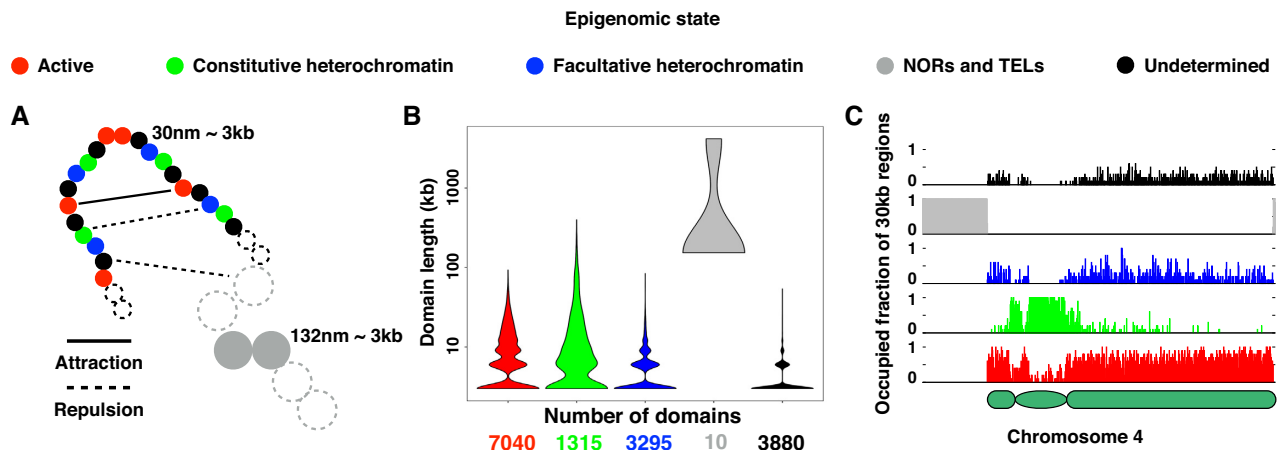 Epigenomic state
Active
Constitutive heterochromatin
Facultative heterochromatin
NORs and TELs
Undetermined
A
30nm ~ 3kb
132nm ~ 3kb
Attraction
Repulsion
B
Domain length (kb)
1000
100
10
Number of domains
7040 1315 3295 10 3880
C
Occupied fraction of 30kb regions
1
0
1
0
1
0
1
0
1
0
Chromosome 4